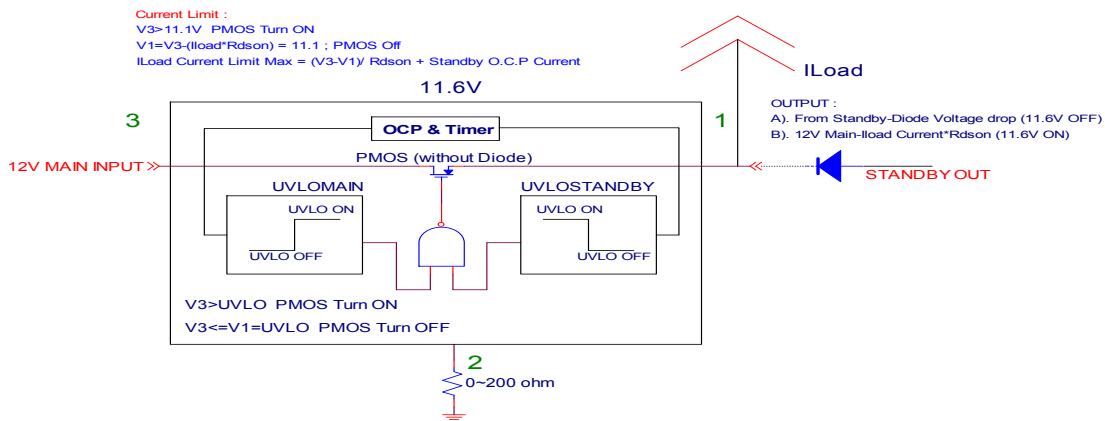 Current Limit :
V3>11.1V PMOS Turn ON
V1=V3-(Iload*Rdson) = 11.1 ; PMOS Off
ILoad Current Limit Max = (V3-V1)/ Rdson + Standby O.C.P Current
ILoad
11.6V
OUTPUT :
A). From Standby-Diode Voltage drop (11.6V OFF)
B). 12V Main-Iload Current*Rdson (11.6V ON)
3
1
OCP & Timer
12V MAIN INPUT
PMOS (without Diode)
STANDBY OUT
UVLOMAIN
UVLO ON
UVLO OFF
UVLOSTANDBY
UVLO ON
UVLO OFF
V3>UVLO PMOS Turn ON
V3<=V1=UVLO PMOS Turn OFF
2
0~200 ohm